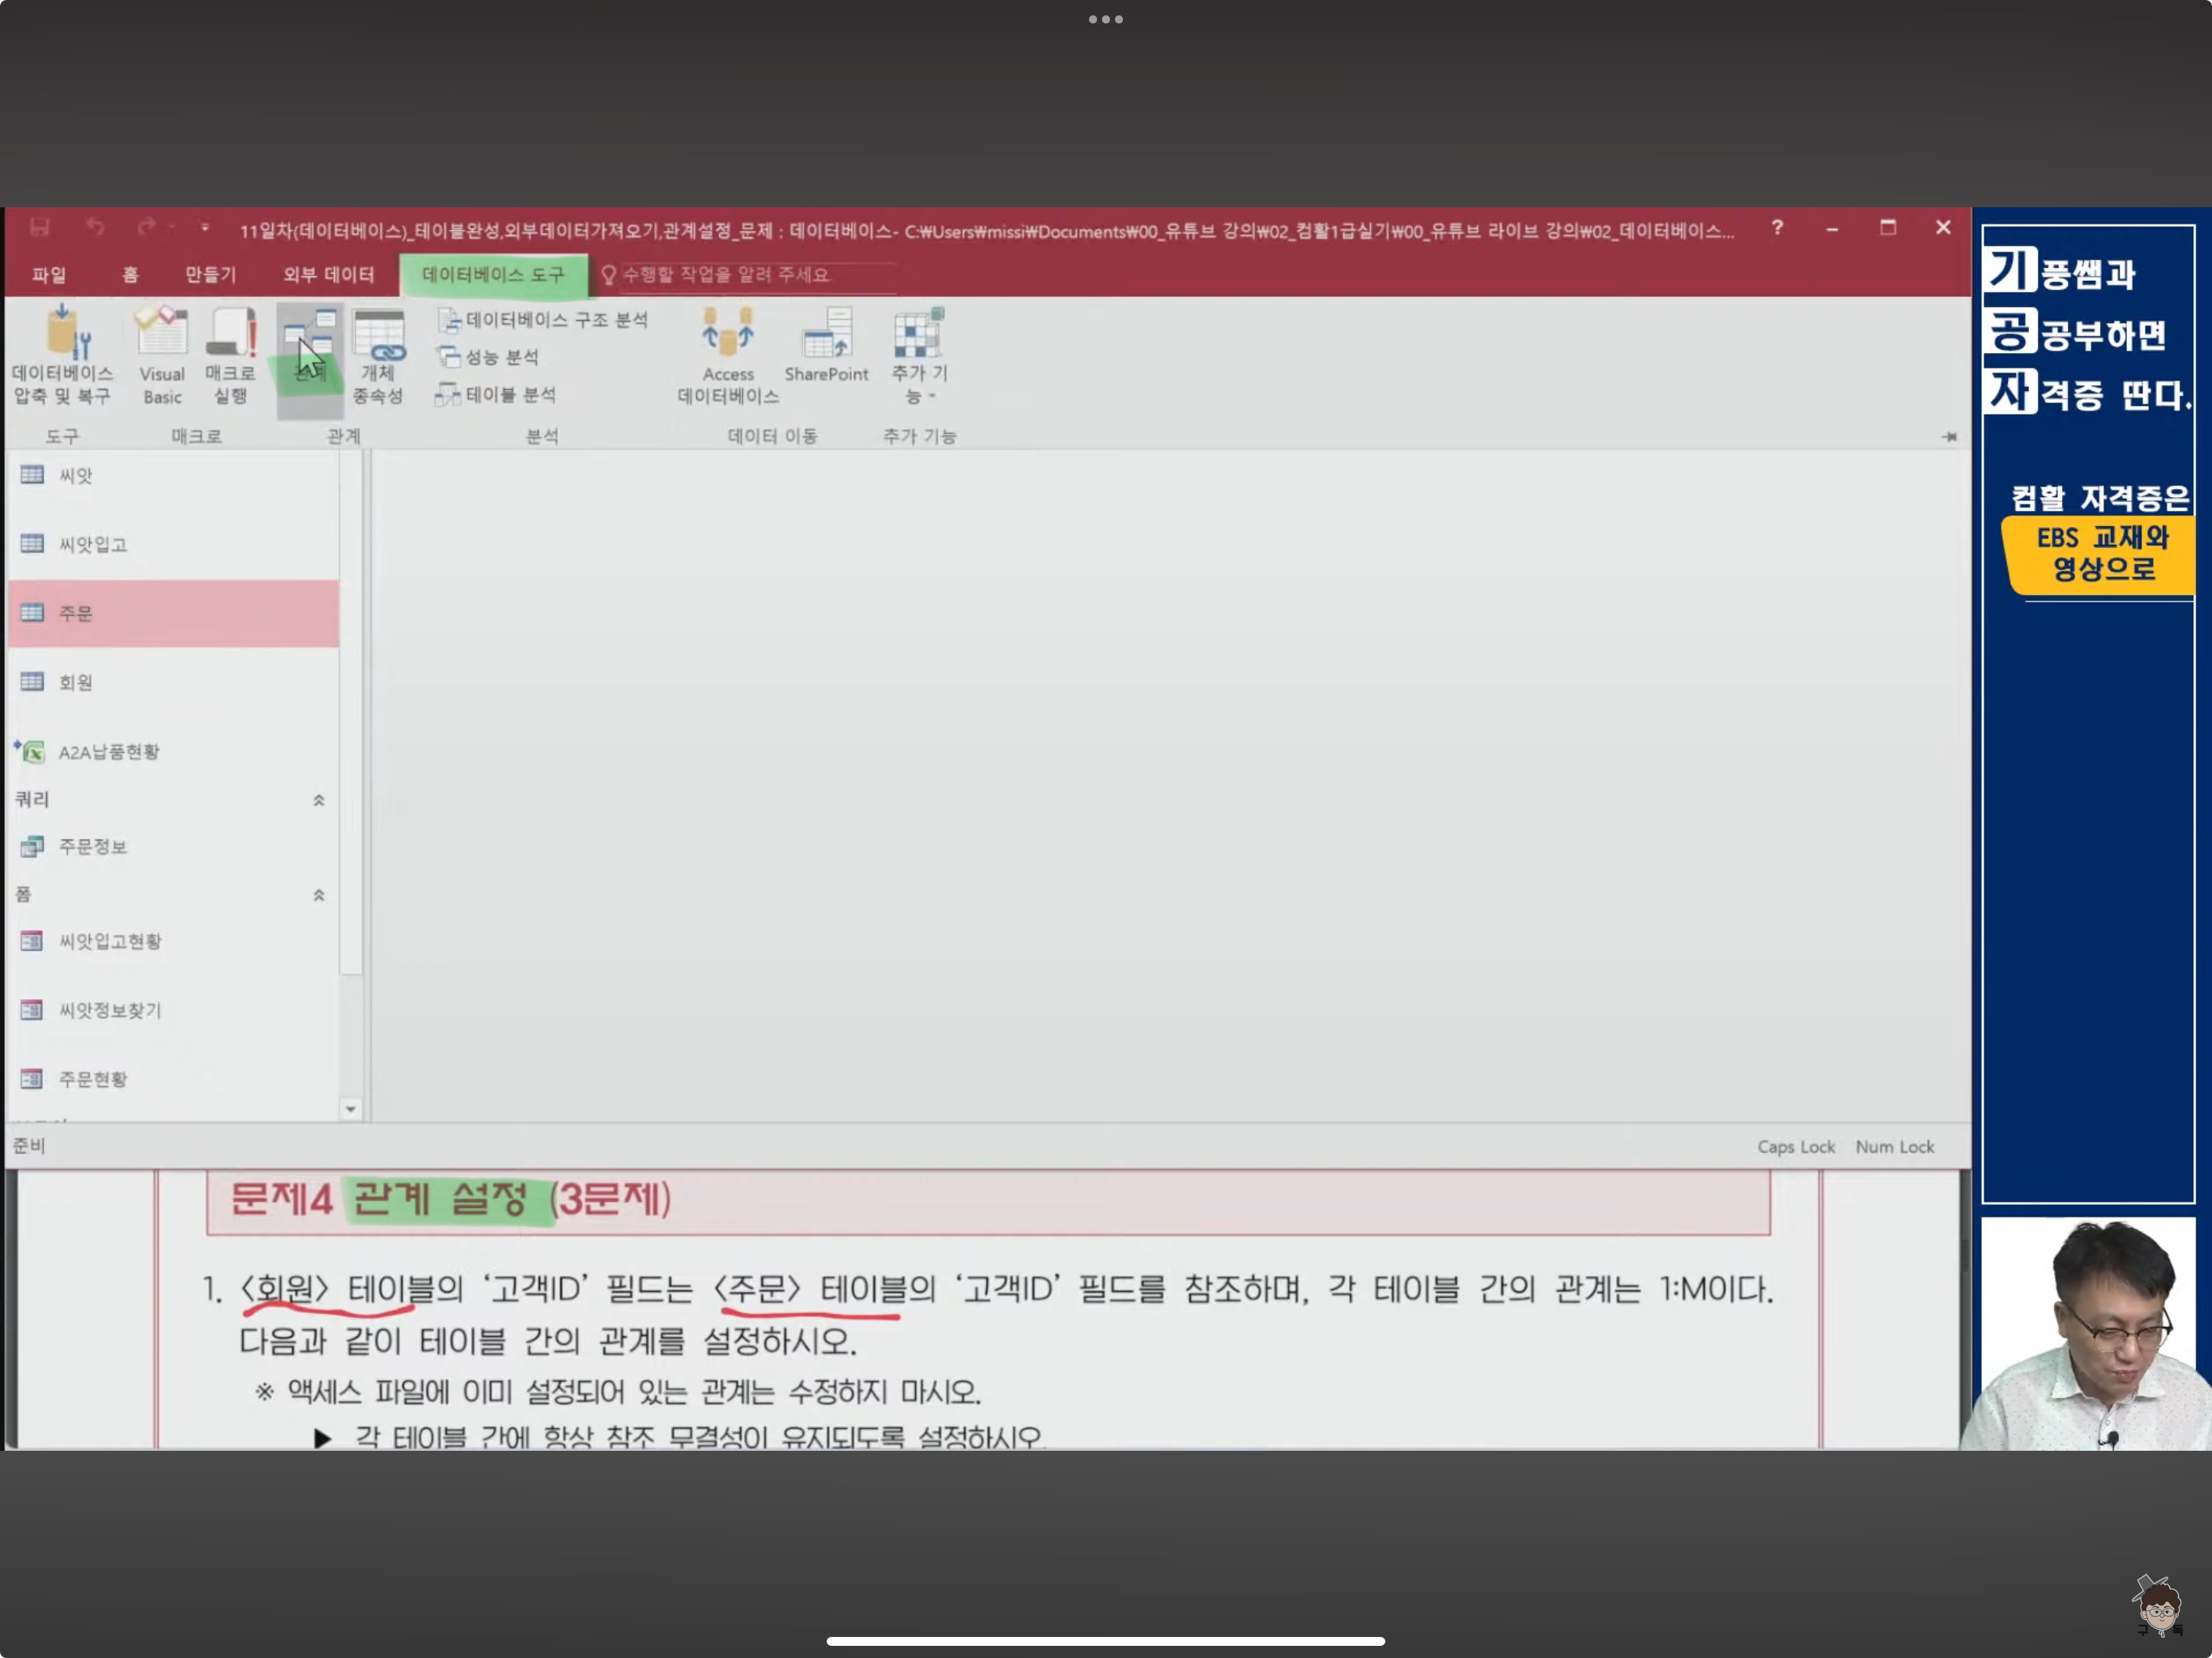 11일차(데이터베이스)_테이블완성,외부데이터가져오기,관계설정_문제 : 데이터베이스- C:₩Users₩missi₩Documents₩00_유튜브 강의₩02_컴활1급실기₩00_유튜브 라이브 강의₩02_데이터베이스...
파일 홈 만들기 외부 데이터 데이터베이스 도구 수행할 작업을 알려 주세요.
데이터베이스 압축 및 복구
Visual Basic
매크로 실행
관계
개체 종속성
데이터베이스 구조 분석
성능 분석
테이블 분석
Access 데이터베이스
SharePoint
추가 기능
도구 매크로 관계 분석 데이터 이동 추가 기능
씨앗
씨앗입고
주문
회원
A2A납품현황
쿼리
주문정보
폼
씨앗입고현황
씨앗정보찾기
주문현황
준비 Caps Lock Num Lock
문제4 관계 설정 (3문제)
1. 〈회원〉 테이블의 ‘고객ID’ 필드는 〈주문〉 테이블의 ‘고객ID’ 필드를 참조하며, 각 테이블 간의 관계는 1:M이다.
다음과 같이 테이블 간의 관계를 설정하시오.
※ 액세스 파일에 이미 설정되어 있는 관계는 수정하지 마시오.
▶ 각 테이블 간에 항상 참조 무결성이 유지되도록 설정하시오.
기풍쌤과
공공부하면
자격증 딴다.
컴활 자격증은
EBS 교재와
영상으로
구 독